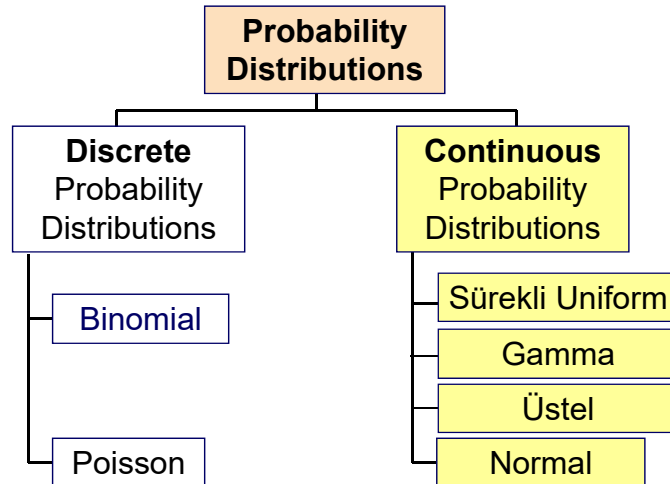 Probability
Distributions
Discrete
Probability
Distributions
Binomial
Poisson
Continuous
Probability
Distributions
Sürekli Uniform
Gamma
Üstel
Normal